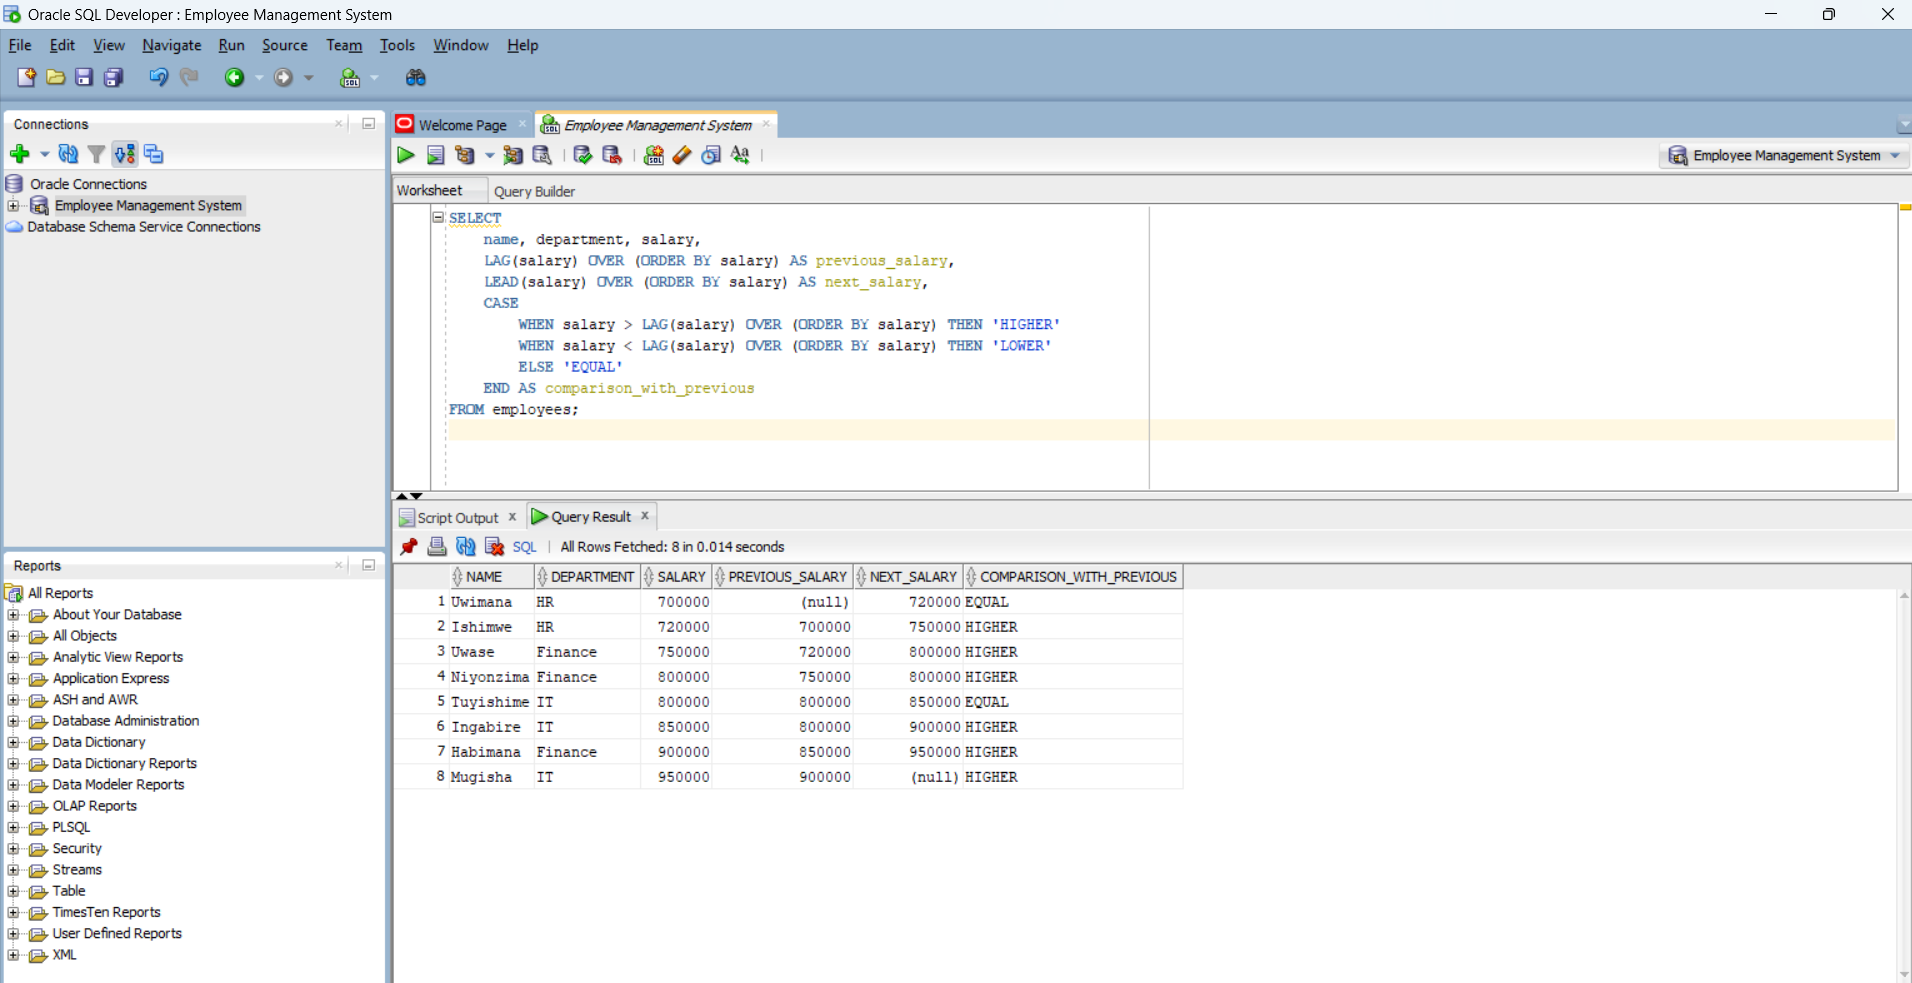 Oracle SQL Developer : Employee Management System
File Edit View Navigate Run Source Team Tools Window Help
Connections
Oracle Connections
Employee Management System
Database Schema Service Connections
Reports
All Reports
About Your Database
All Objects
Analytic View Reports
Application Express
ASH and AWR
Database Administration
Data Dictionary
Data Dictionary Reports
Data Modeler Reports
OLAP Reports
PLSQL
Security
Streams
Table
TimesTen Reports
User Defined Reports
XML
Welcome Page Employee Management System
Employee Management System
Worksheet Query Builder
SELECT
name, department, salary,
LAG(salary) OVER (ORDER BY salary) AS previous_salary,
LEAD(salary) OVER (ORDER BY salary) AS next_salary,
CASE
WHEN salary > LAG(salary) OVER (ORDER BY salary) THEN 'HIGHER'
WHEN salary < LAG(salary) OVER (ORDER BY salary) THEN 'LOWER'
ELSE 'EQUAL'
END AS comparison_with_previous
FROM employees;
Script Output Query Result
SQL All Rows Fetched: 8 in 0.014 seconds
NAME DEPARTMENT SALARY PREVIOUS_SALARY NEXT_SALARY COMPARISON_WITH_PREVIOUS
1 Uwimana HR 700000 (null) 720000 EQUAL
2 Ishimwe HR 720000 700000 750000 HIGHER
3 Uwase Finance 750000 720000 800000 HIGHER
4 Niyonzima Finance 800000 750000 800000 HIGHER
5 Tuyishime IT 800000 800000 850000 EQUAL
6 Ingabire IT 850000 800000 900000 HIGHER
7 Habimana Finance 900000 850000 950000 HIGHER
8 Mugisha IT 950000 900000 (null) HIGHER